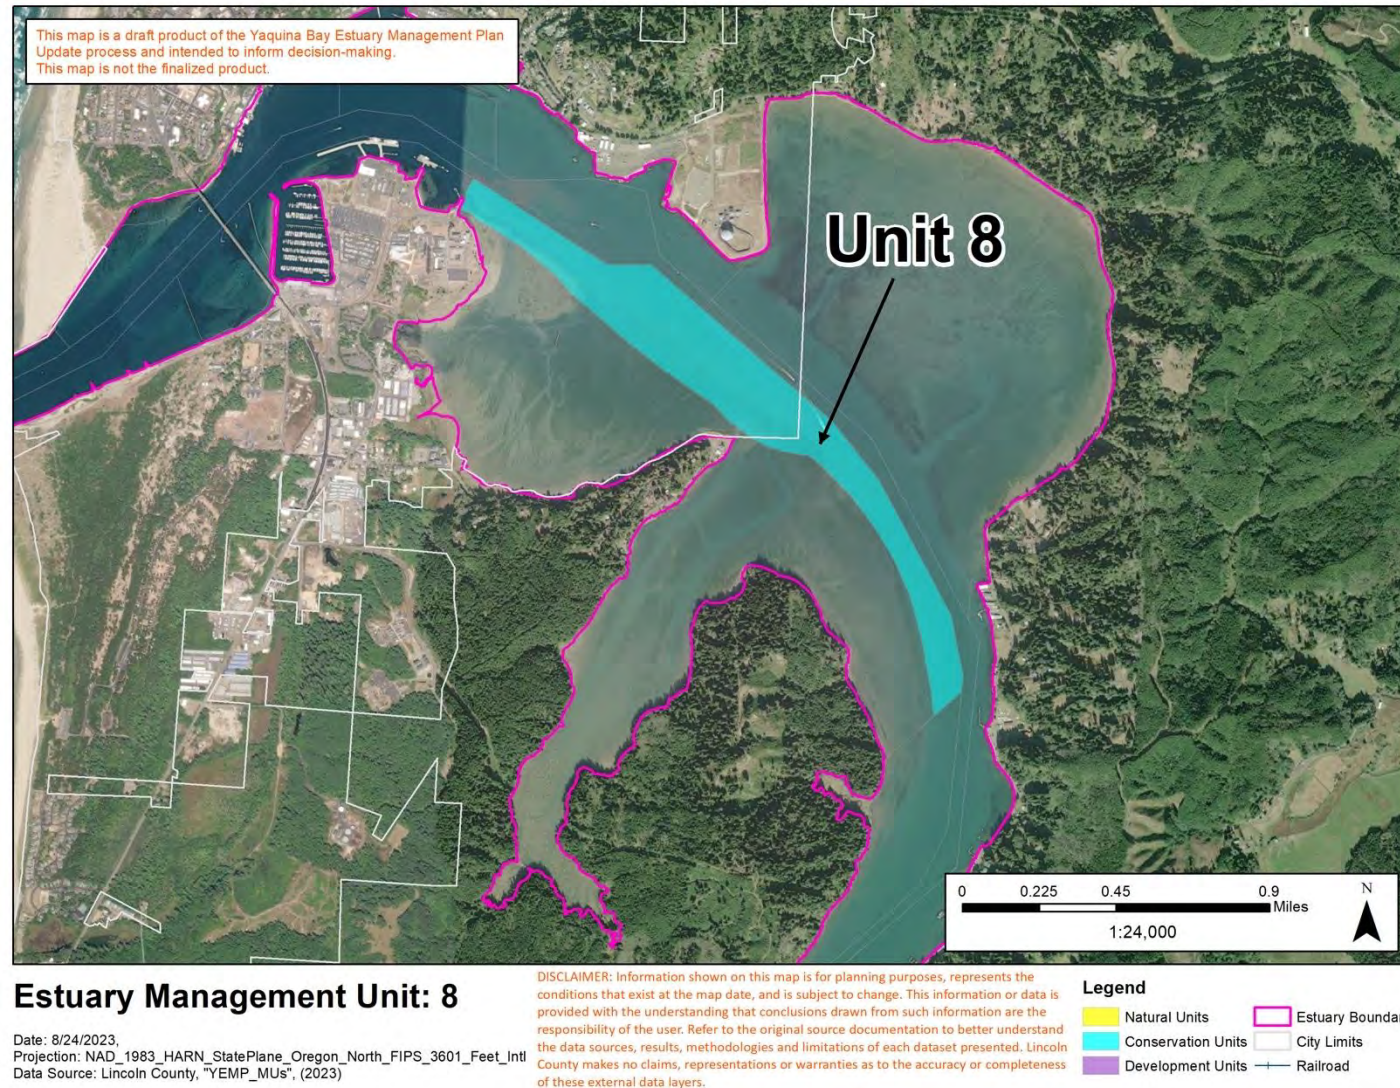 This map is a draft product of the Yaquina Bay Estuary Management Plan
Update process and intended to inform decision-making.
This map is not the finalized product.
Unit 8
0 0.225 0.45 0.9
Miles
1:24,000
N
Estuary Management Unit: 8
Date: 8/24/2023,
Projection: NAD_1983_HARN_StatePlane_Oregon_North_FIPS_3601_Feet_Intl
Data Source: Lincoln County, "YEMP_MUs", (2023)
DISCLAIMER: Information shown on this map is for planning purposes, represents the
conditions that exist at the map date, and is subject to change. This information or data is
provided with the understanding that conclusions drawn from such information are the
responsibility of the user. Refer to the original source documentation to better understand
the data sources, results, methodologies and limitations of each dataset presented. Lincoln
County makes no claims, representations or warranties as to the accuracy or completeness
of these external data layers.
Legend
Natural Units
Conservation Units
Development Units
Estuary Bounda
City Limits
Railroad